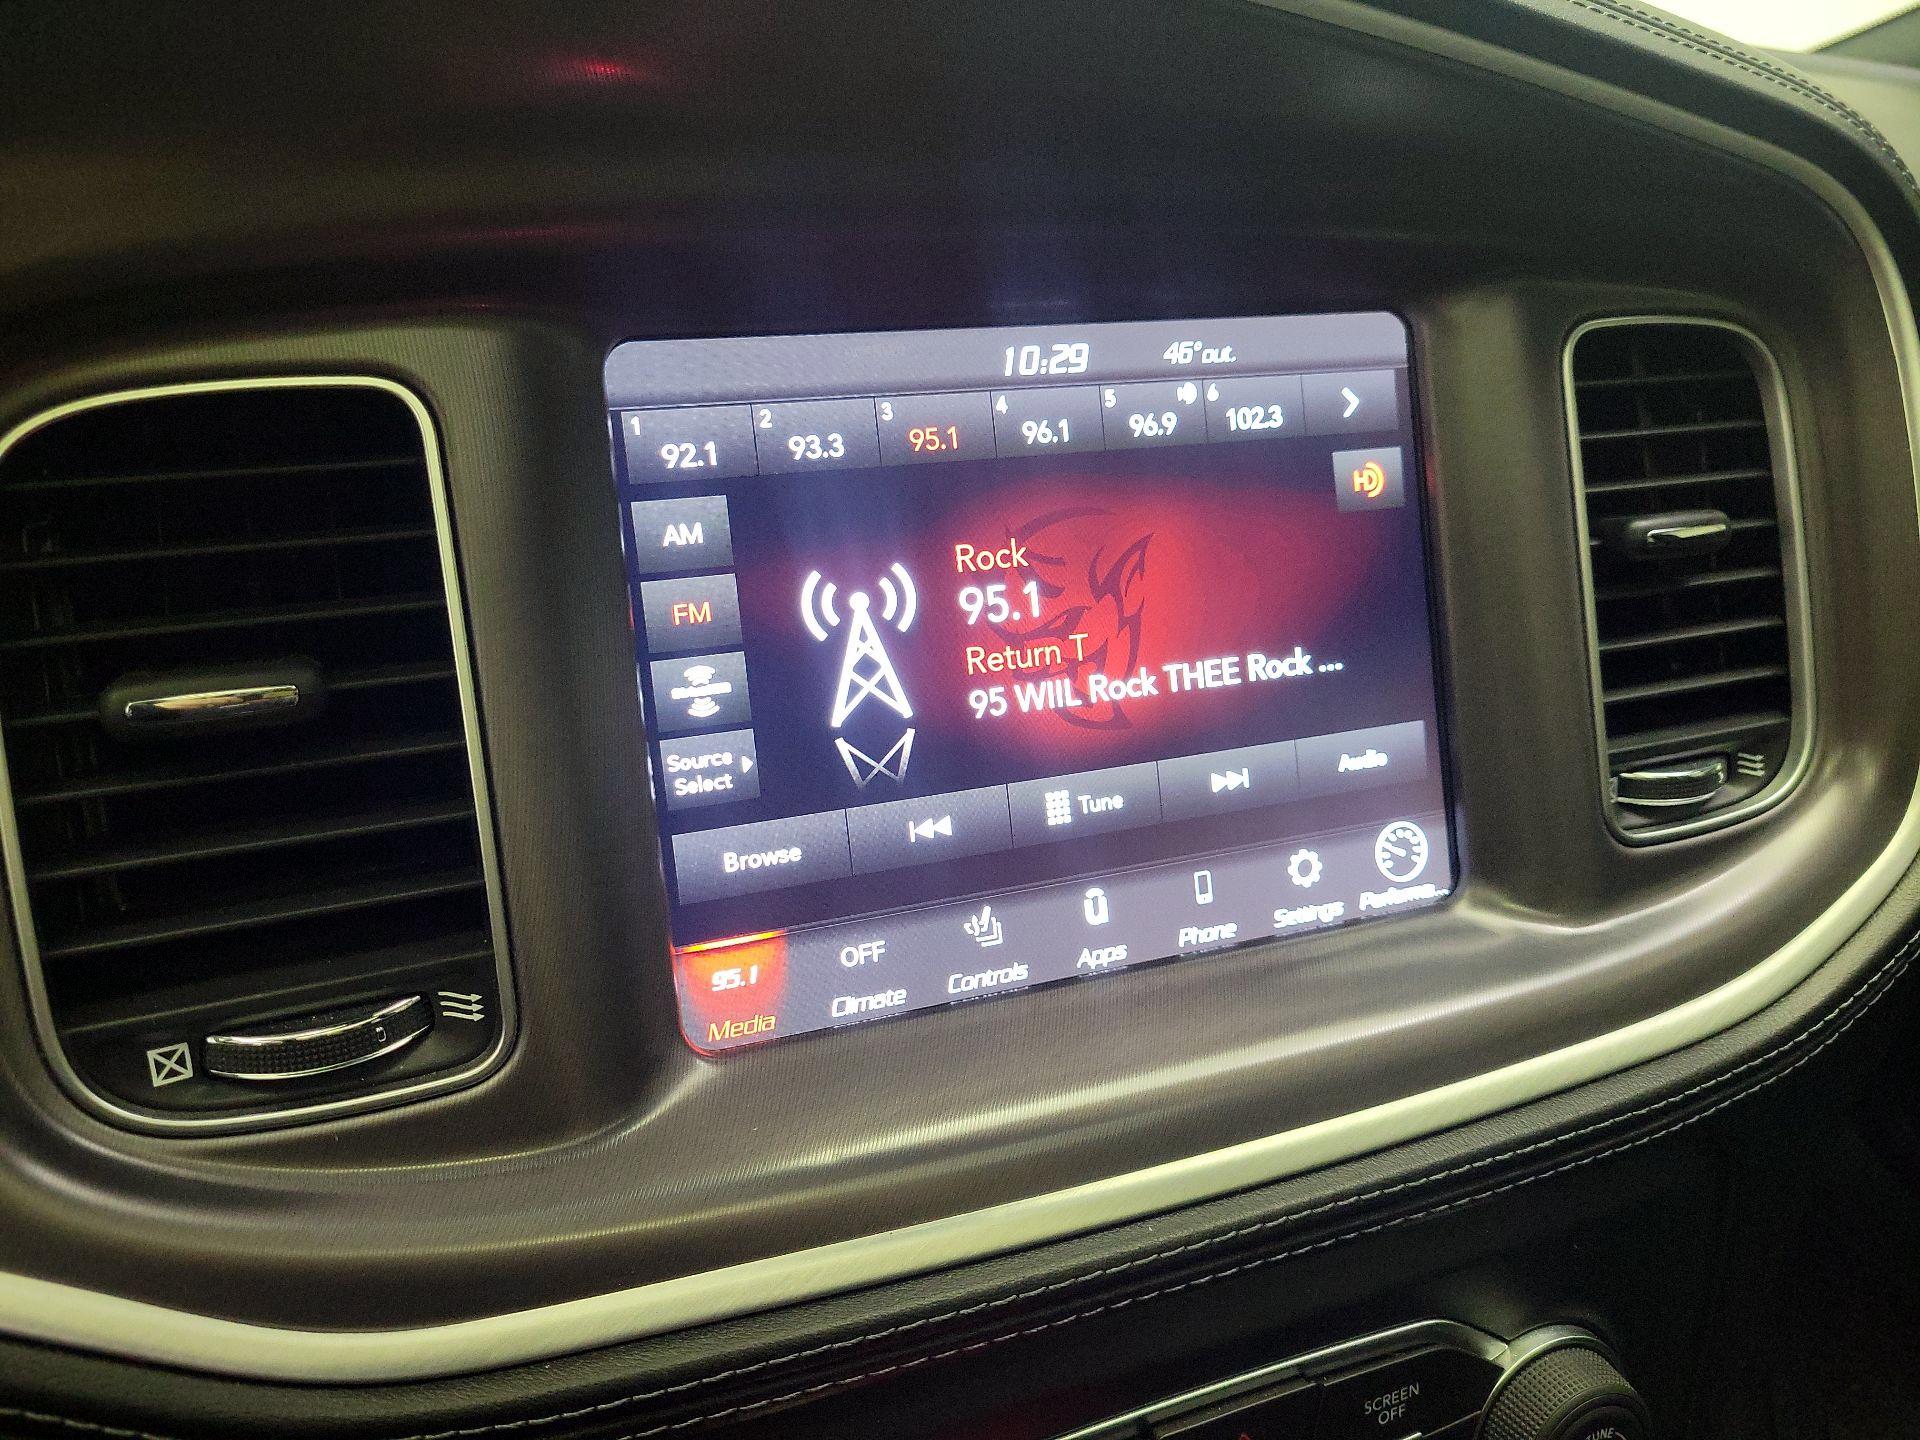 10:29 46° out.
1 92.1 2 93.3 3 95.1 4 96.1 5 96.9 6 102.3
HD
AM
Rock
95.1
FM
Return T
95 WIIL Rock THEE Rock ...
Source
Select
Browse Tune Audio
95.1 OFF
Media Climate Controls Apps Phone Settings Performa...
SCREEN
OFF
TUNE